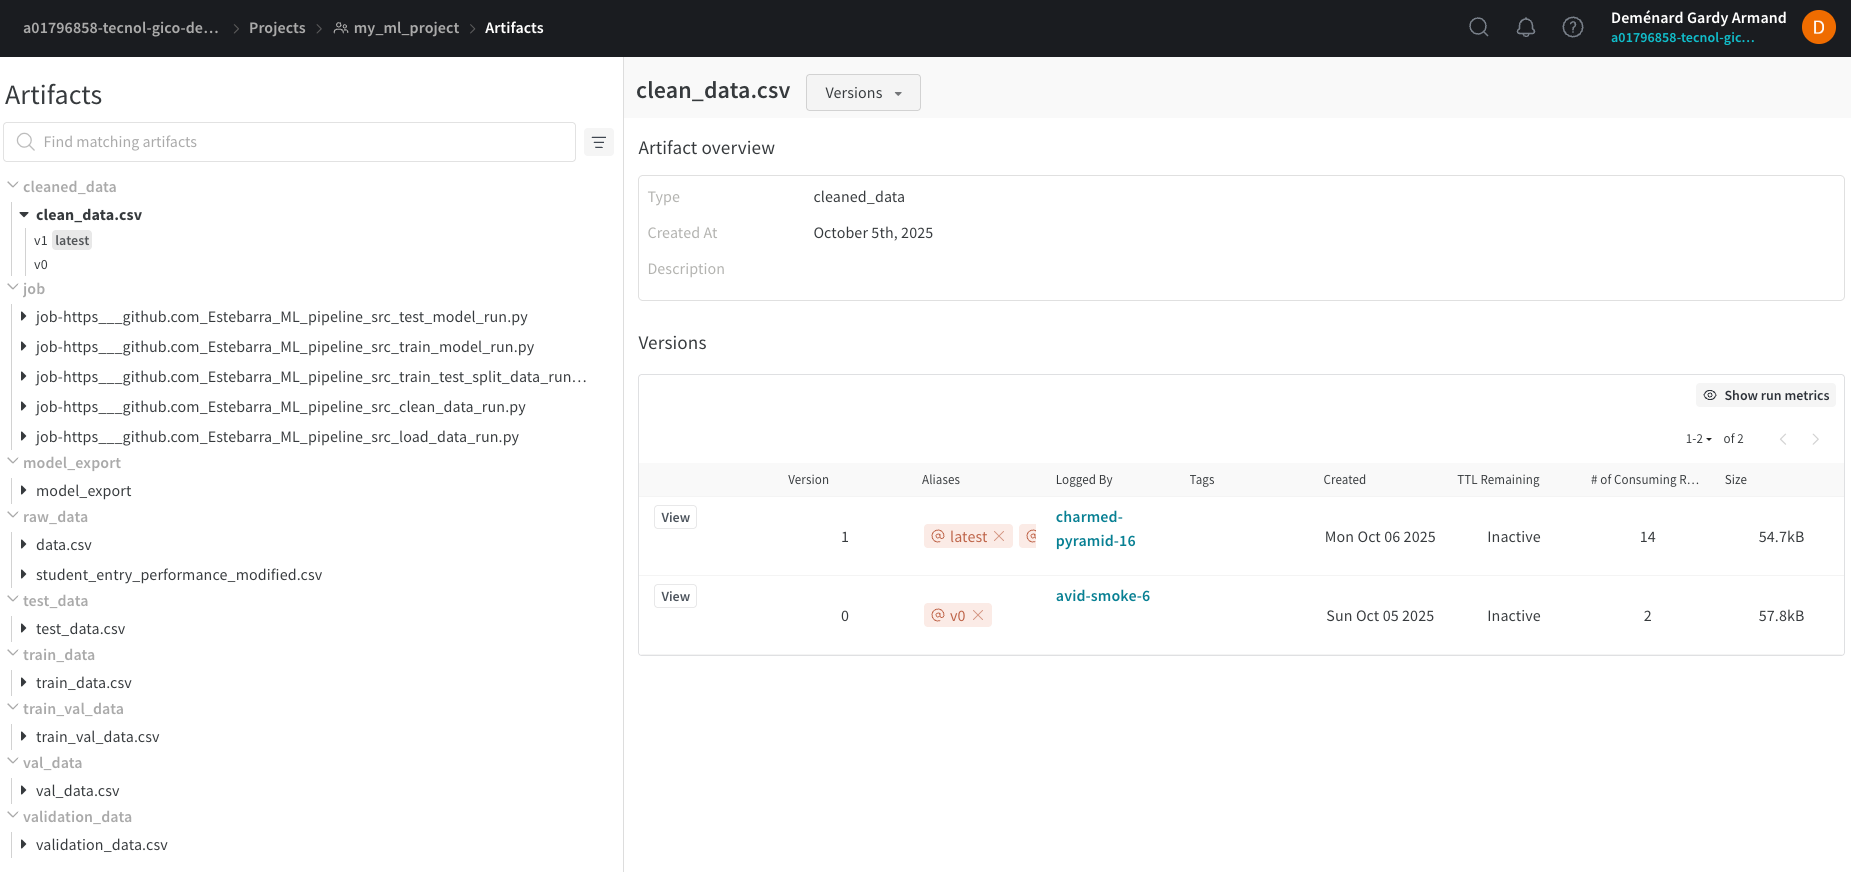 a01796858-tecnol-gico-de... > Projects > my_ml_project > Artifacts
Deménard Gardy Armand
a01796858-tecnol-gic...
D
Artifacts
Find matching artifacts
cleaned_data
clean_data.csv
v1 latest
v0
job
job-https___github.com_Estebarra_ML_pipeline_src_test_model_run.py
job-https___github.com_Estebarra_ML_pipeline_src_train_model_run.py
job-https___github.com_Estebarra_ML_pipeline_src_train_test_split_data_run...
job-https___github.com_Estebarra_ML_pipeline_src_clean_data_run.py
job-https___github.com_Estebarra_ML_pipeline_src_load_data_run.py
model_export
model_export
raw_data
data.csv
student_entry_performance_modified.csv
test_data
test_data.csv
train_data
train_data.csv
train_val_data
train_val_data.csv
val_data
val_data.csv
validation_data
validation_data.csv
clean_data.csv Versions
Artifact overview
Type cleaned_data
Created At October 5th, 2025
Description
Versions
Show run metrics
1-2 of 2
Version Aliases Logged By Tags Created TTL Remaining # of Consuming R... Size
View 1 @ latest @ charmed-
pyramid-16 Mon Oct 06 2025 Inactive 14 54.7kB
View 0 @ v0 avid-smoke-6 Sun Oct 05 2025 Inactive 2 57.8kB